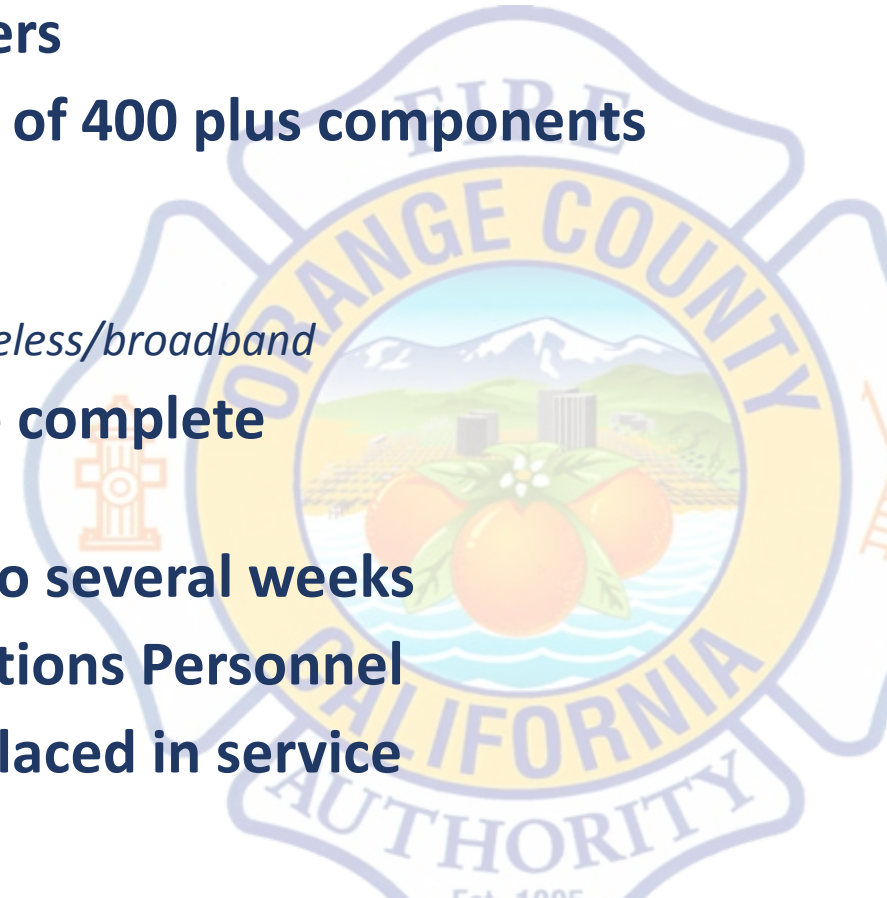 ers
of 400 plus components
eless/broadband
complete
o several weeks
tions Personnel
laced in service
FIRE
ORANGE COUNTY
CALIFORNIA
AUTHORITY